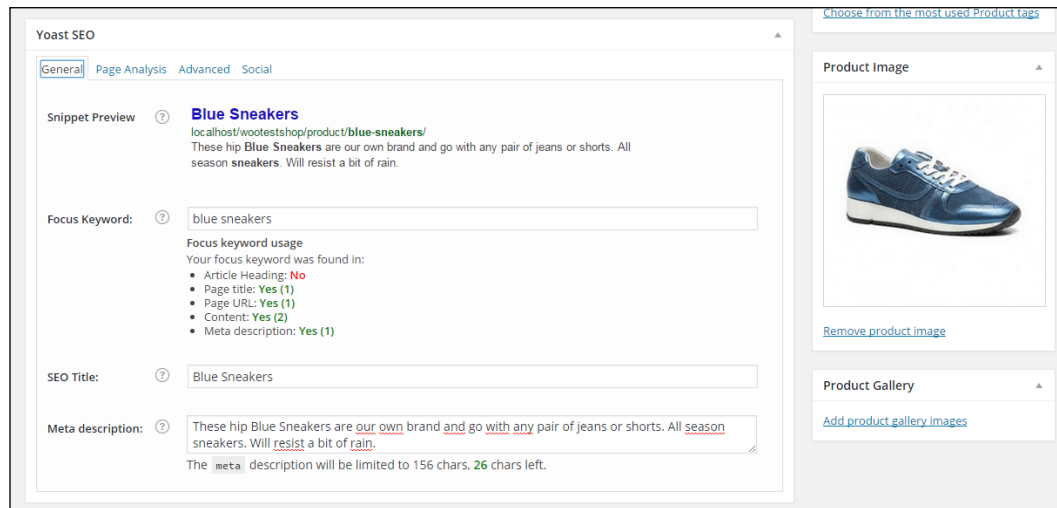 Choose from the most used Product tags
Yoast SEO
General Page Analysis Advanced Social
Snippet Preview ? Blue Sneakers
localhost/wootestshop/product/blue-sneakers/
These hip Blue Sneakers are our own brand and go with any pair of jeans or shorts. All
season sneakers. Will resist a bit of rain.
Focus Keyword: ? blue sneakers
Focus keyword usage
Your focus keyword was found in:
• Article Heading: No
• Page title: Yes (1)
• Page URL: Yes (1)
• Content: Yes (2)
• Meta description: Yes (1)
SEO Title: ? Blue Sneakers
Meta description: ? These hip Blue Sneakers are our own brand and go with any pair of jeans or shorts. All season
sneakers. Will resist a bit of rain.
The meta description will be limited to 156 chars, 26 chars left.
Product Image
Remove product image
Product Gallery
Add product gallery images